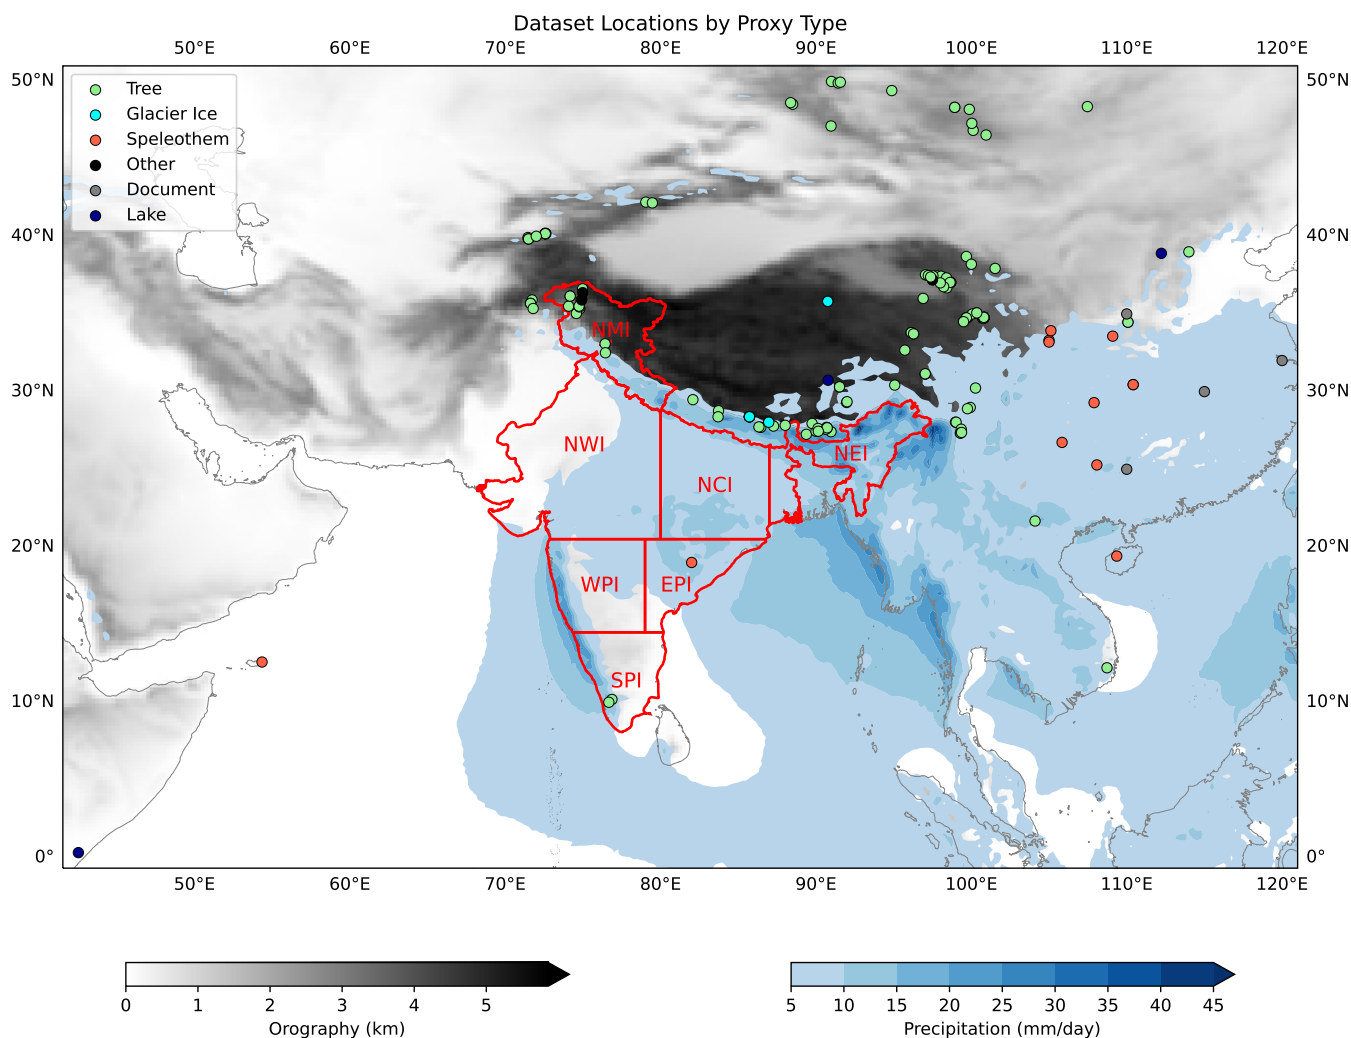 Dataset Locations by Proxy Type
50°E 60°E 70°E 80°E 90°E 100°E 110°E 120°E
50°N 50°N
Tree
Glacier Ice
Speleothem
Other
Document
Lake
40°N 40°N
NMI
30°N 30°N
NWI
NEI
NCI
20°N 20°N
WPI EPI
SPI
10°N 10°N
0° 0°
50°E 60°E 70°E 80°E 90°E 100°E 110°E 120°E
0 1 2 3 4 5
Orography (km)
5 10 15 20 25 30 35 40 45
Precipitation (mm/day)